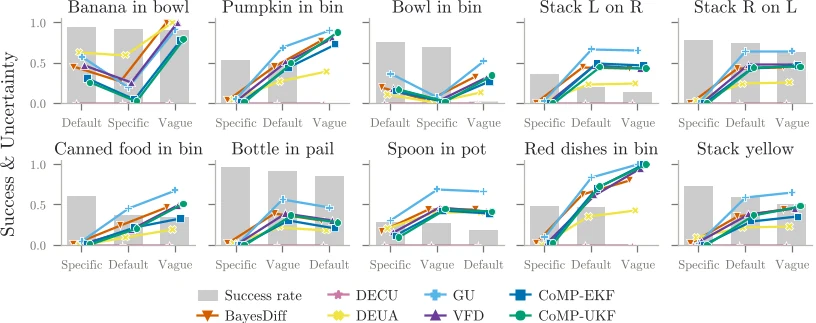 Banana in bowl Pumpkin in bin Bowl in bin Stack L on R Stack R on L
Success & Uncertainty
1.0
0.5
0.0
Default Specific Vague Specific Vague Default Default Specific Vague Specific Default Vague Specific Default Vague
Canned food in bin Bottle in pail Spoon in pot Red dishes in bin Stack yellow
1.0
0.5
0.0
Specific Default Vague Specific Vague Default Specific Vague Default Specific Default Vague Specific Default Vague
Success rate DECU GU CoMP-EKF
BayesDiff DEUA VFD CoMP-UKF